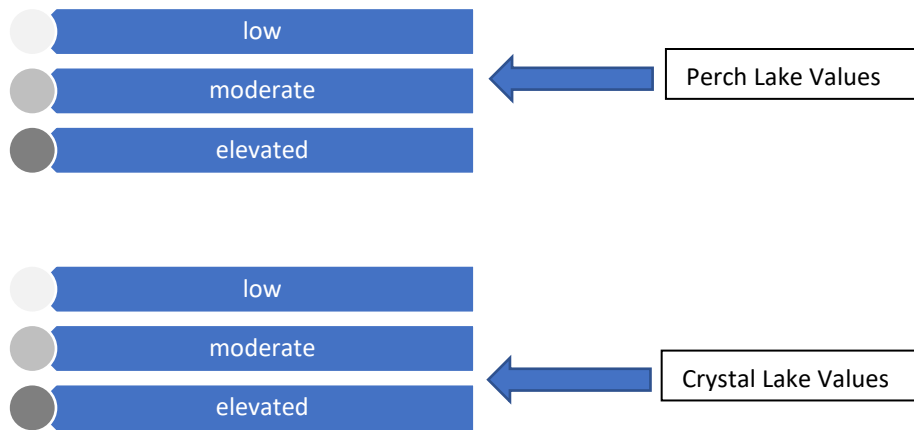 low
moderate
Perch Lake Values
elevated
low
moderate
Crystal Lake Values
elevated